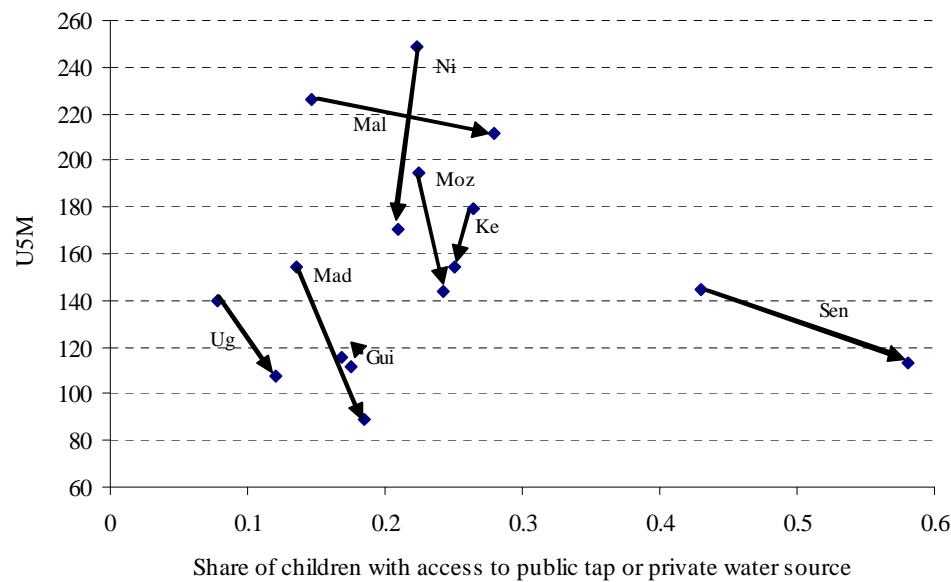 260
240
220
200
180
160
140
120
100
80
60
U5M
Ni
Mal
Moz
Ke
Mad
Ug
Gui
Sen
0 0.1 0.2 0.3 0.4 0.5 0.6
Share of children with access to public tap or private water source